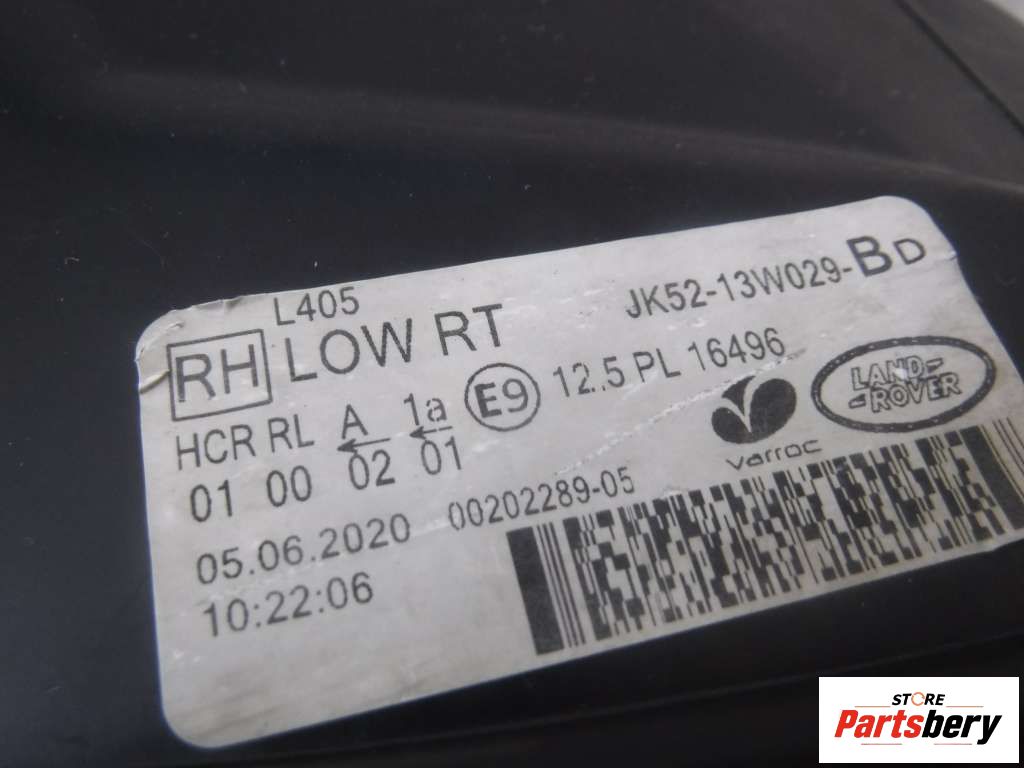 L405
JK52-13W029-BD
RH LOW RT
HCR RL A 1a E9 12.5 PL 16496
01 00 02 01
varroc
LAND-
-ROVER
05.06.2020 00202289-05
10:22:06
STORE
Partsbery